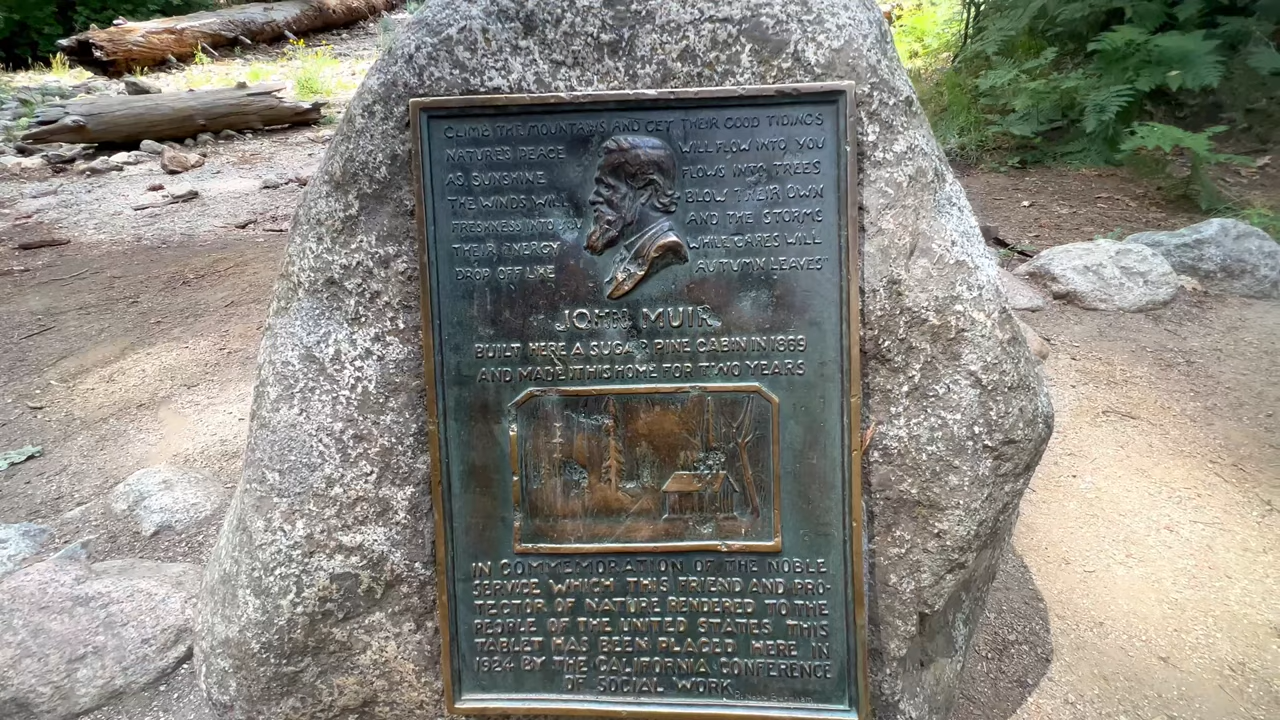 CLIMB THE MOUNTAINS AND GET THEIR GOOD TIDINGS
NATURE'S PEACE WILL FLOW INTO YOU
AS SUNSHINE FLOWS INTO TREES
THE WINDS WILL BLOW THEIR OWN
FRESHNESS INTO YOU AND THE STORMS
THEIR ENERGY WHILE CARES WILL
DROP OFF LIKE AUTUMN LEAVES"
JOHN MUIR
BUILT HERE A SUGAR PINE CABIN IN 1869
AND MADE IT HIS HOME FOR TWO YEARS
IN COMMEMORATION OF THE NOBLE
SERVICE WHICH THIS FRIEND AND PRO-
TECTOR OF NATURE RENDERED TO THE
PEOPLE OF THE UNITED STATES THIS
TABLET HAS BEEN PLACED HERE IN
1924 BY THE CALIFORNIA CONFERENCE
OF SOCIAL WORK